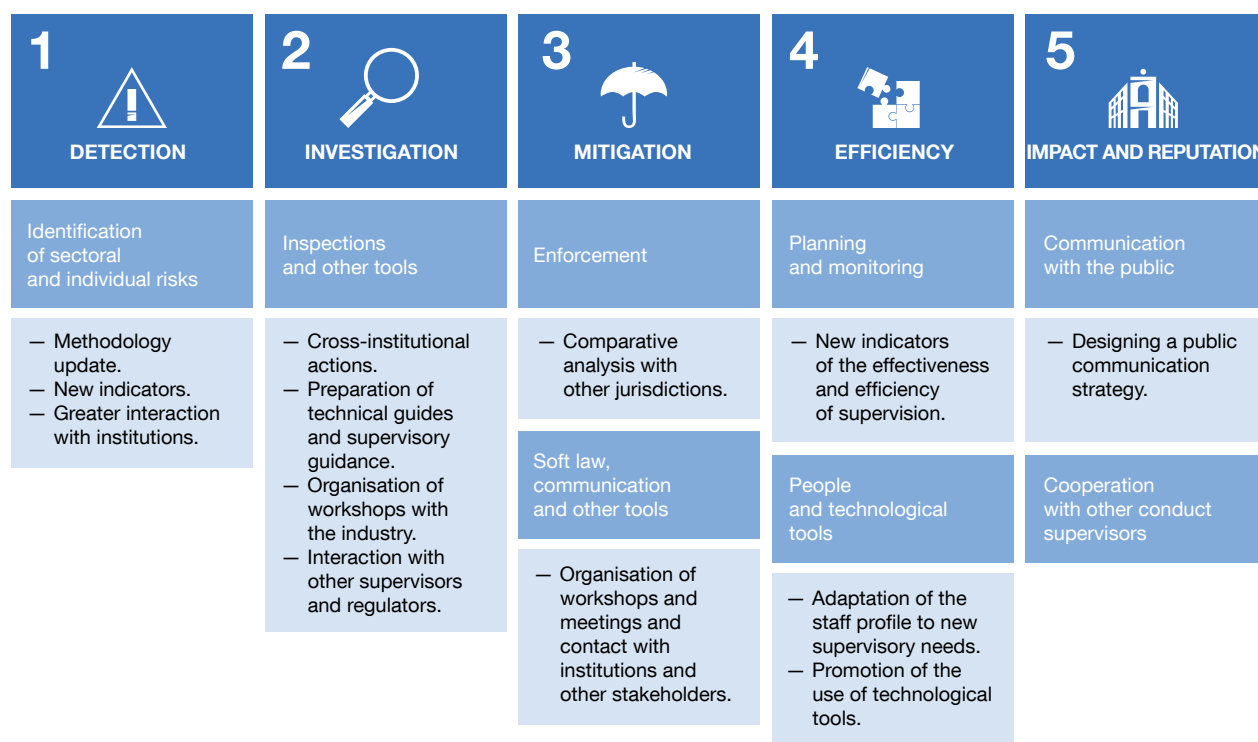 1
DETECTION
Identification
of sectoral
and individual risks
— Methodology
update.
— New indicators.
— Greater interaction
with institutions.
2
INVESTIGATION
Inspections
and other tools
— Cross-institutional
actions.
— Preparation of
technical guides
and supervisory
guidance.
— Organisation of
workshops with
the industry.
— Interaction with
other supervisors
and regulators.
3
MITIGATION
Enforcement
— Comparative
analysis with
other jurisdictions.
Soft law,
communication
and other tools
— Organisation of
workshops and
meetings and
contact with
institutions and
other stakeholders.
4
EFFICIENCY
Planning
and monitoring
— New indicators
of the effectiveness
and efficiency
of supervision.
People
and technological
tools
— Adaptation of the
staff profile to new
supervisory needs.
— Promotion of the
use of technological
tools.
5
IMPACT AND REPUTATION
Communication
with the public
— Designing a public
communication
strategy.
Cooperation
with other conduct
supervisors